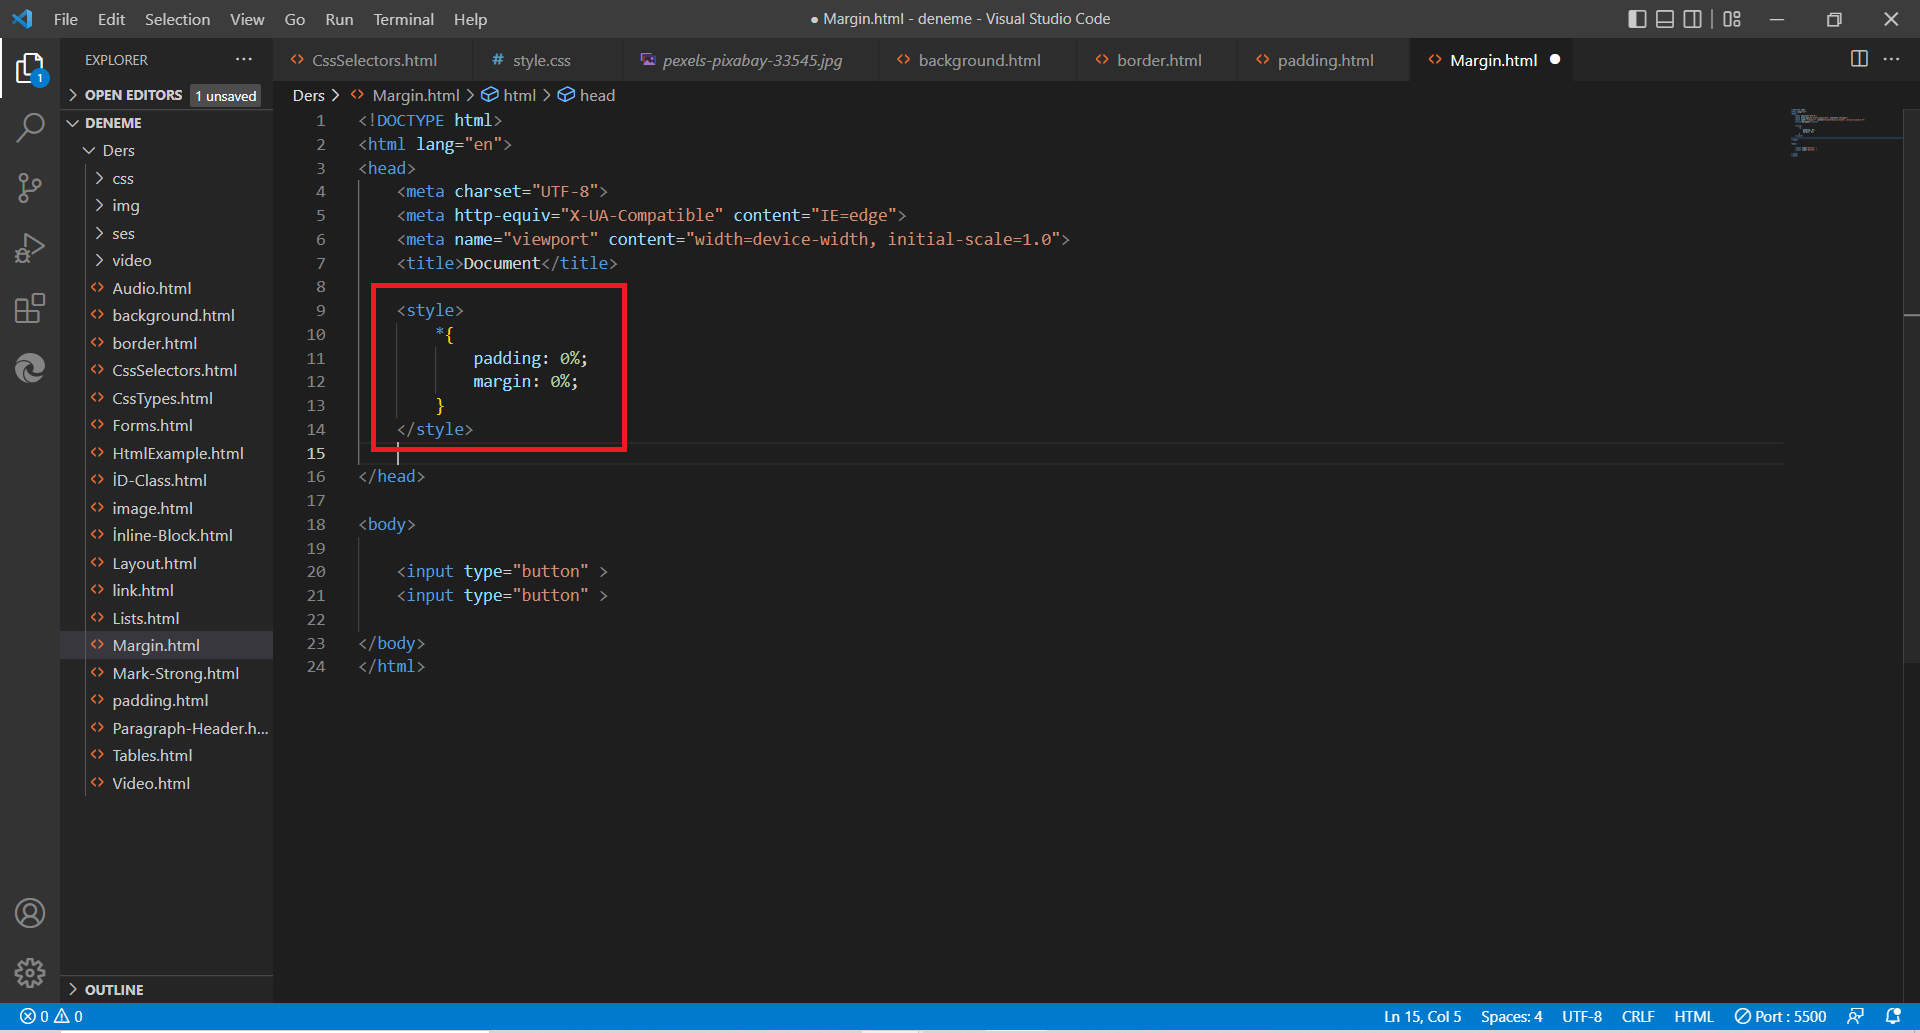 File Edit Selection View Go Run Terminal Help
● Margin.html - deneme - Visual Studio Code
EXPLORER ···
OPEN EDITORS 1 unsaved
1
DENEME
Ders
css
img
ses
video
Audio.html
background.html
border.html
CssSelectors.html
CssTypes.html
Forms.html
HtmlExample.html
İD-Class.html
image.html
İnline-Block.html
Layout.html
link.html
Lists.html
Margin.html
Mark-Strong.html
padding.html
Paragraph-Header.h...
Tables.html
Video.html
OUTLINE
CssSelectors.html # style.css pexels-pixabay-33545.jpg background.html border.html padding.html Margin.html ●
Ders > Margin.html > html > head
1 <!DOCTYPE html>
2 <html lang="en">
3 <head>
4 <meta charset="UTF-8">
5 <meta http-equiv="X-UA-Compatible" content="IE=edge">
6 <meta name="viewport" content="width=device-width, initial-scale=1.0">
7 <title>Document</title>
8
9 <style>
10 *{
11 padding: 0%;
12 margin: 0%;
13 }
14 </style>
15
16 </head>
17
18 <body>
19
20 <input type="button" >
21 <input type="button" >
22
23 </body>
24 </html>
0 0 Ln 15, Col 5 Spaces: 4 UTF-8 CRLF HTML Port : 5500